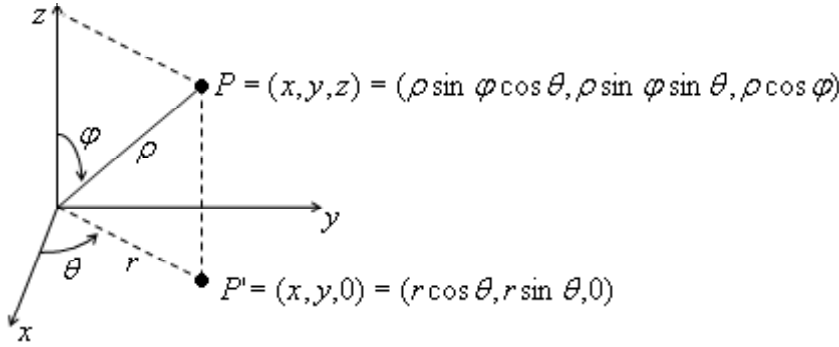 z
P = (x,y,z) = (ρ sin φ cos θ, ρ sin φ sin θ, ρ cos φ)
φ
ρ
y
θ
r
P' = (x,y,0) = (r cos θ, r sin θ,0)
x